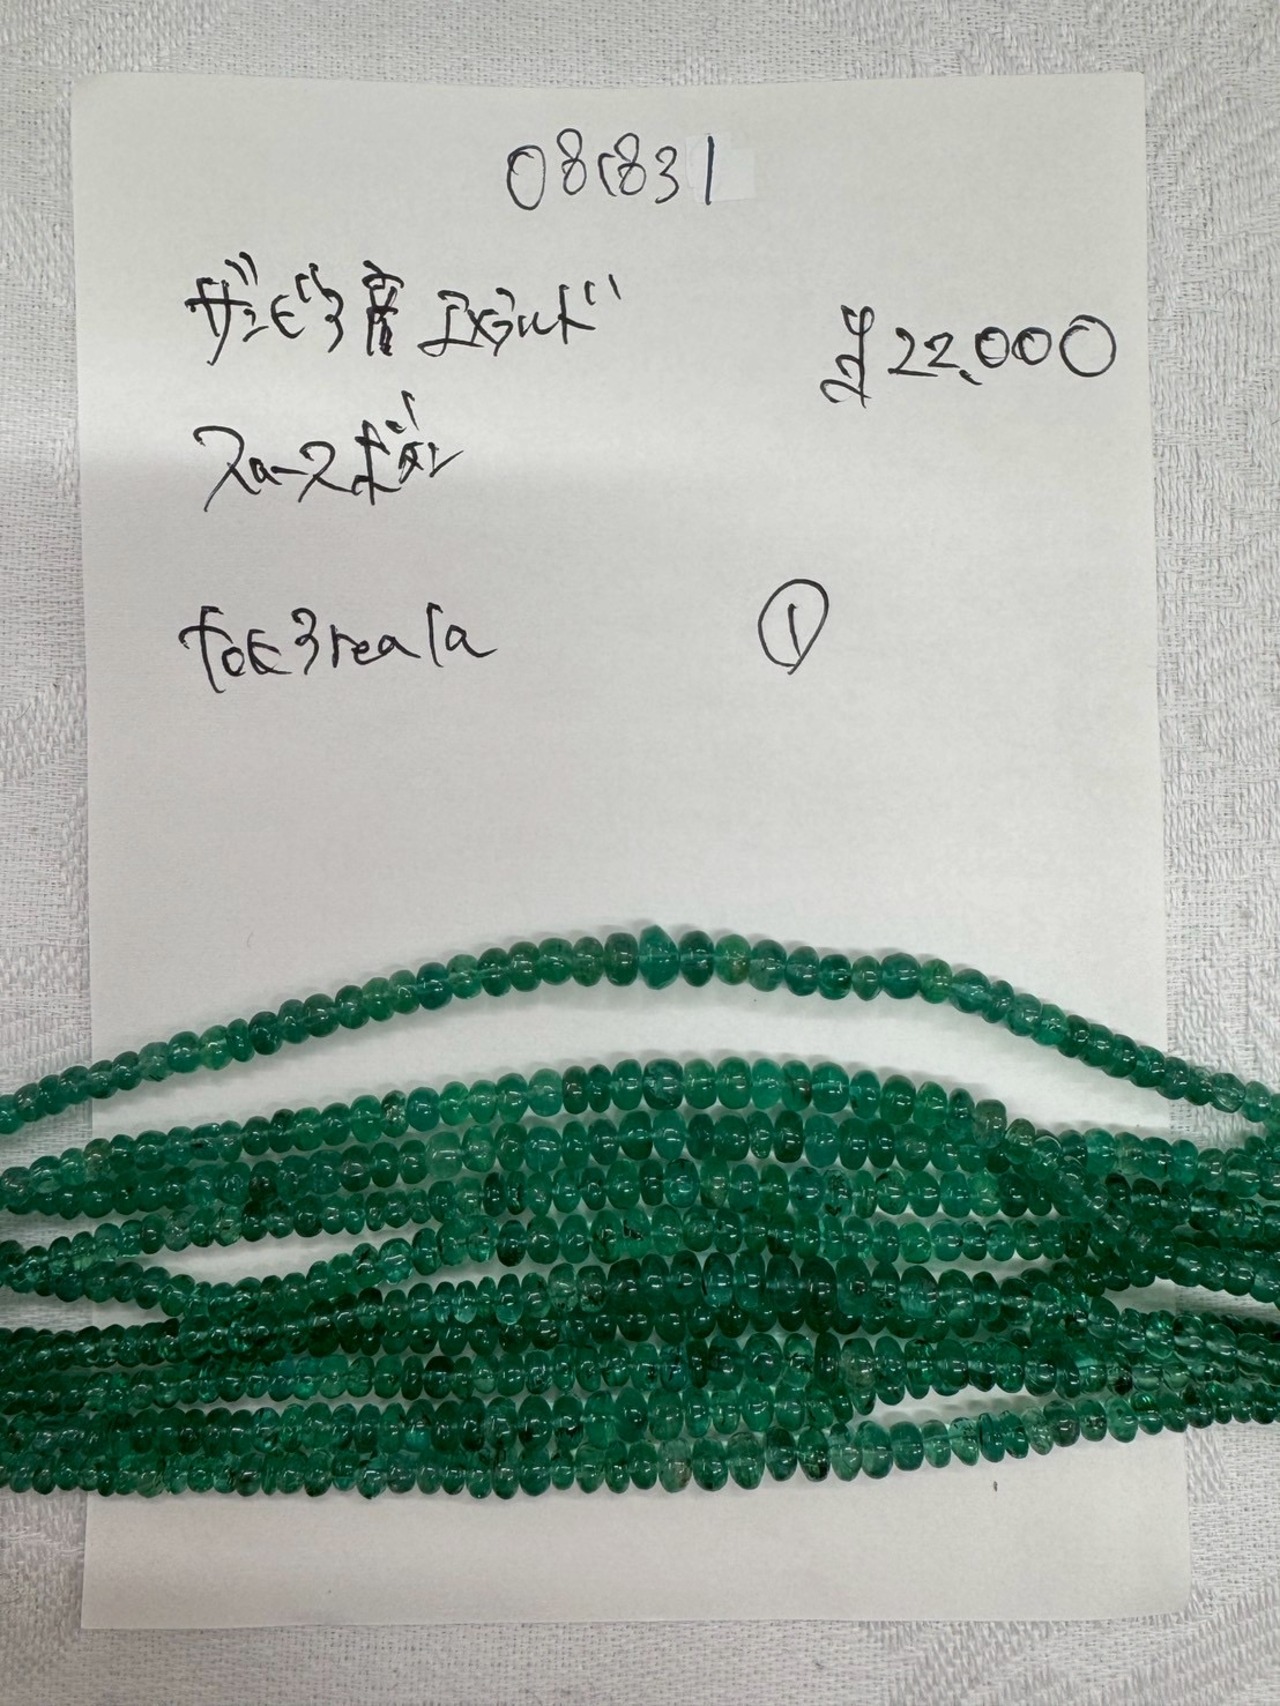 081831
ザンビア産 エメラルド
¥22,000
スムースボタン
①